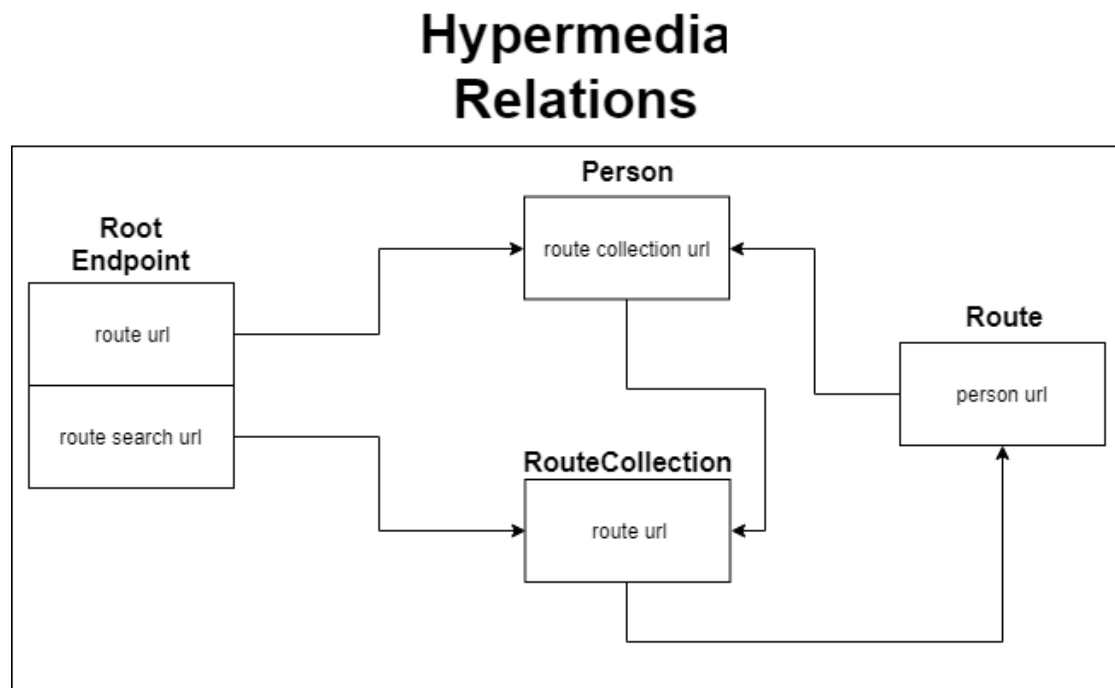 Hypermedia
Relations
Person
route collection url
Root
Endpoint
route url
route search url
Route
person url
RouteCollection
route url